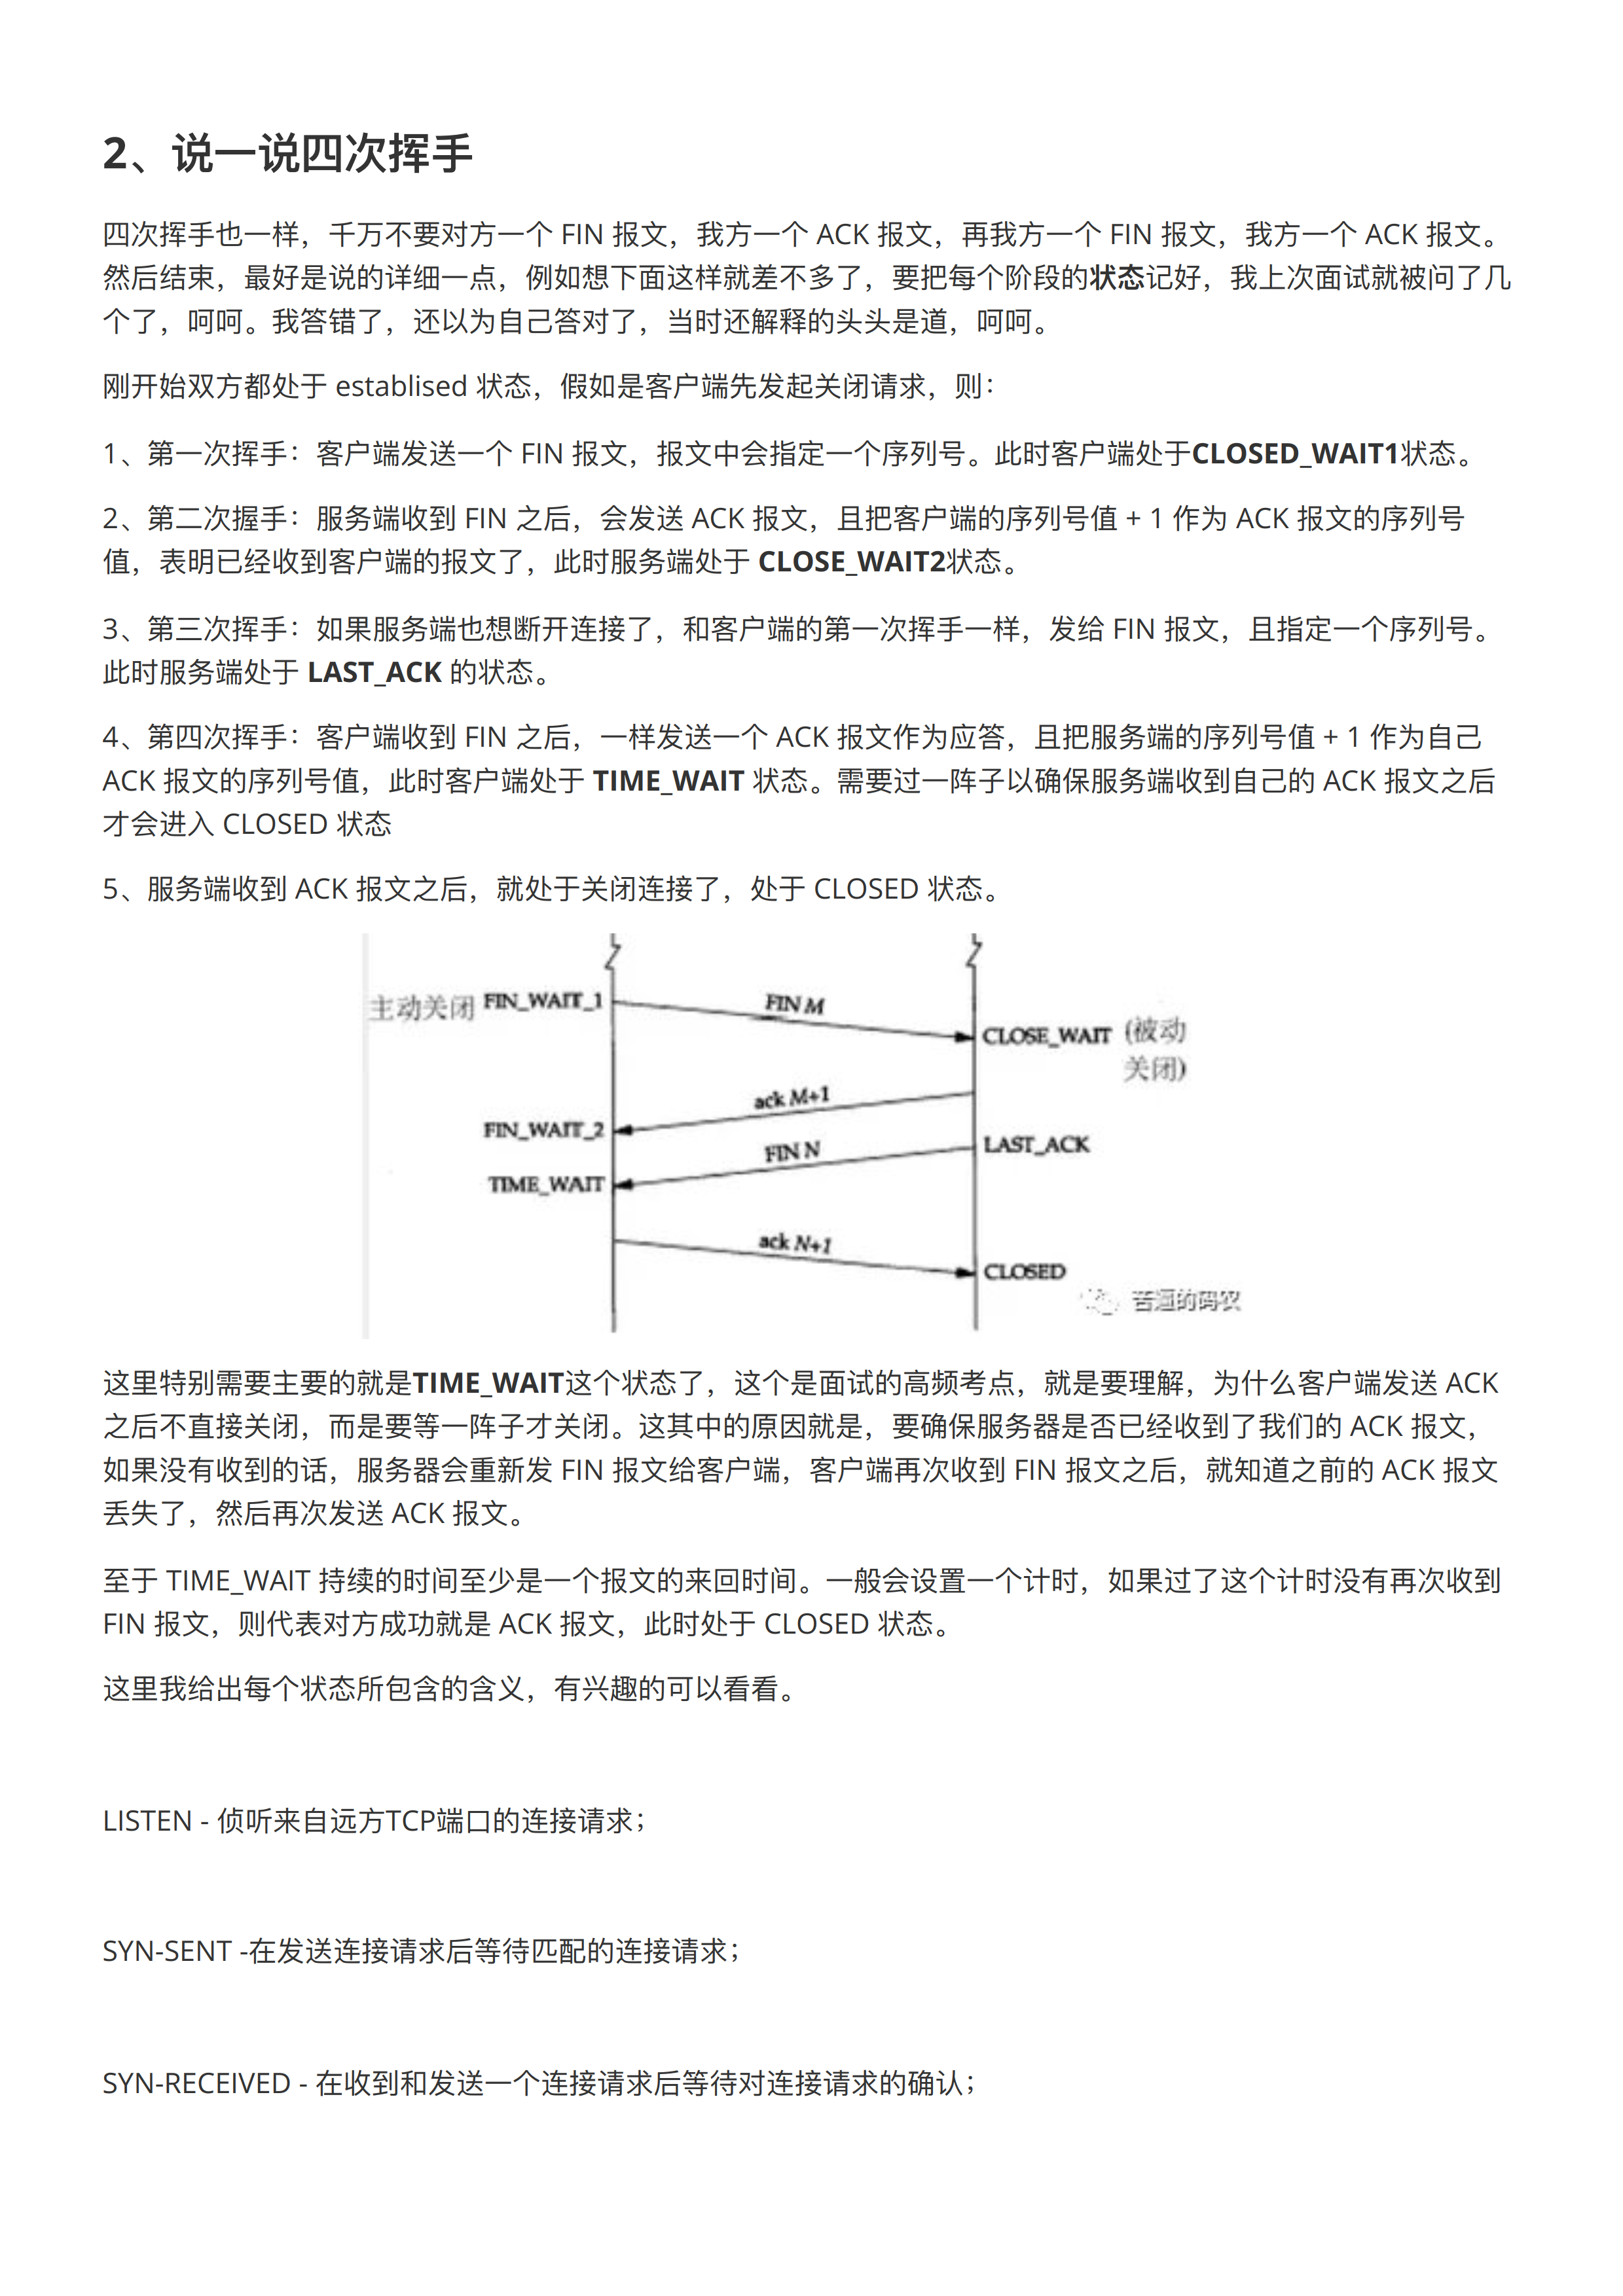 2、说一说四次挥手
四次挥手也一样，千万不要对方一个 FIN 报文，我方一个 ACK 报文，再我方一个 FIN 报文，我方一个 ACK 报文。
然后结束，最好是说的详细一点，例如想下面这样就差不多了，要把每个阶段的状态记好，我上次面试就被问了几
个了，呵呵。我答错了，还以为自己答对了，当时还解释的头头是道，呵呵。
刚开始双方都处于 establised 状态，假如是客户端先发起关闭请求，则：
1、第一次挥手：客户端发送一个 FIN 报文，报文中会指定一个序列号。此时客户端处于CLOSED_WAIT1状态。
2、第二次握手：服务端收到 FIN 之后，会发送 ACK 报文，且把客户端的序列号值 + 1 作为 ACK 报文的序列号
值，表明已经收到客户端的报文了，此时服务端处于 CLOSE_WAIT2状态。
3、第三次挥手：如果服务端也想断开连接了，和客户端的第一次挥手一样，发给 FIN 报文，且指定一个序列号。
此时服务端处于 LAST_ACK 的状态。
4、第四次挥手：客户端收到 FIN 之后，一样发送一个 ACK 报文作为应答，且把服务端的序列号值 + 1 作为自己
ACK 报文的序列号值，此时客户端处于 TIME_WAIT 状态。需要过一阵子以确保服务端收到自己的 ACK 报文之后
才会进入 CLOSED 状态
5、服务端收到 ACK 报文之后，就处于关闭连接了，处于 CLOSED 状态。
主动关闭 FIN_WAIT_1
FIN M
CLOSE_WAIT (被动
关闭)
ack M+1
FIN_WAIT_2
FIN N
LAST_ACK
TIME_WAIT
ack N+1
CLOSED
苦逼的码农
这里特别需要主要的就是TIME_WAIT这个状态了，这个是面试的高频考点，就是要理解，为什么客户端发送 ACK
之后不直接关闭，而是要等一阵子才关闭。这其中的原因就是，要确保服务器是否已经收到了我们的 ACK 报文，
如果没有收到的话，服务器会重新发 FIN 报文给客户端，客户端再次收到 FIN 报文之后，就知道之前的 ACK 报文
丢失了，然后再次发送 ACK 报文。
至于 TIME_WAIT 持续的时间至少是一个报文的来回时间。一般会设置一个计时，如果过了这个计时没有再次收到
FIN 报文，则代表对方成功就是 ACK 报文，此时处于 CLOSED 状态。
这里我给出每个状态所包含的含义，有兴趣的可以看看。
LISTEN - 侦听来自远方TCP端口的连接请求；
SYN-SENT -在发送连接请求后等待匹配的连接请求；
SYN-RECEIVED - 在收到和发送一个连接请求后等待对连接请求的确认；